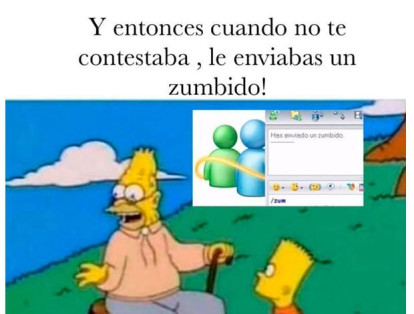 Y entonces cuando no te
contestaba , le enviabas un
zumbido!
Has enviado un zumbido.
/zum